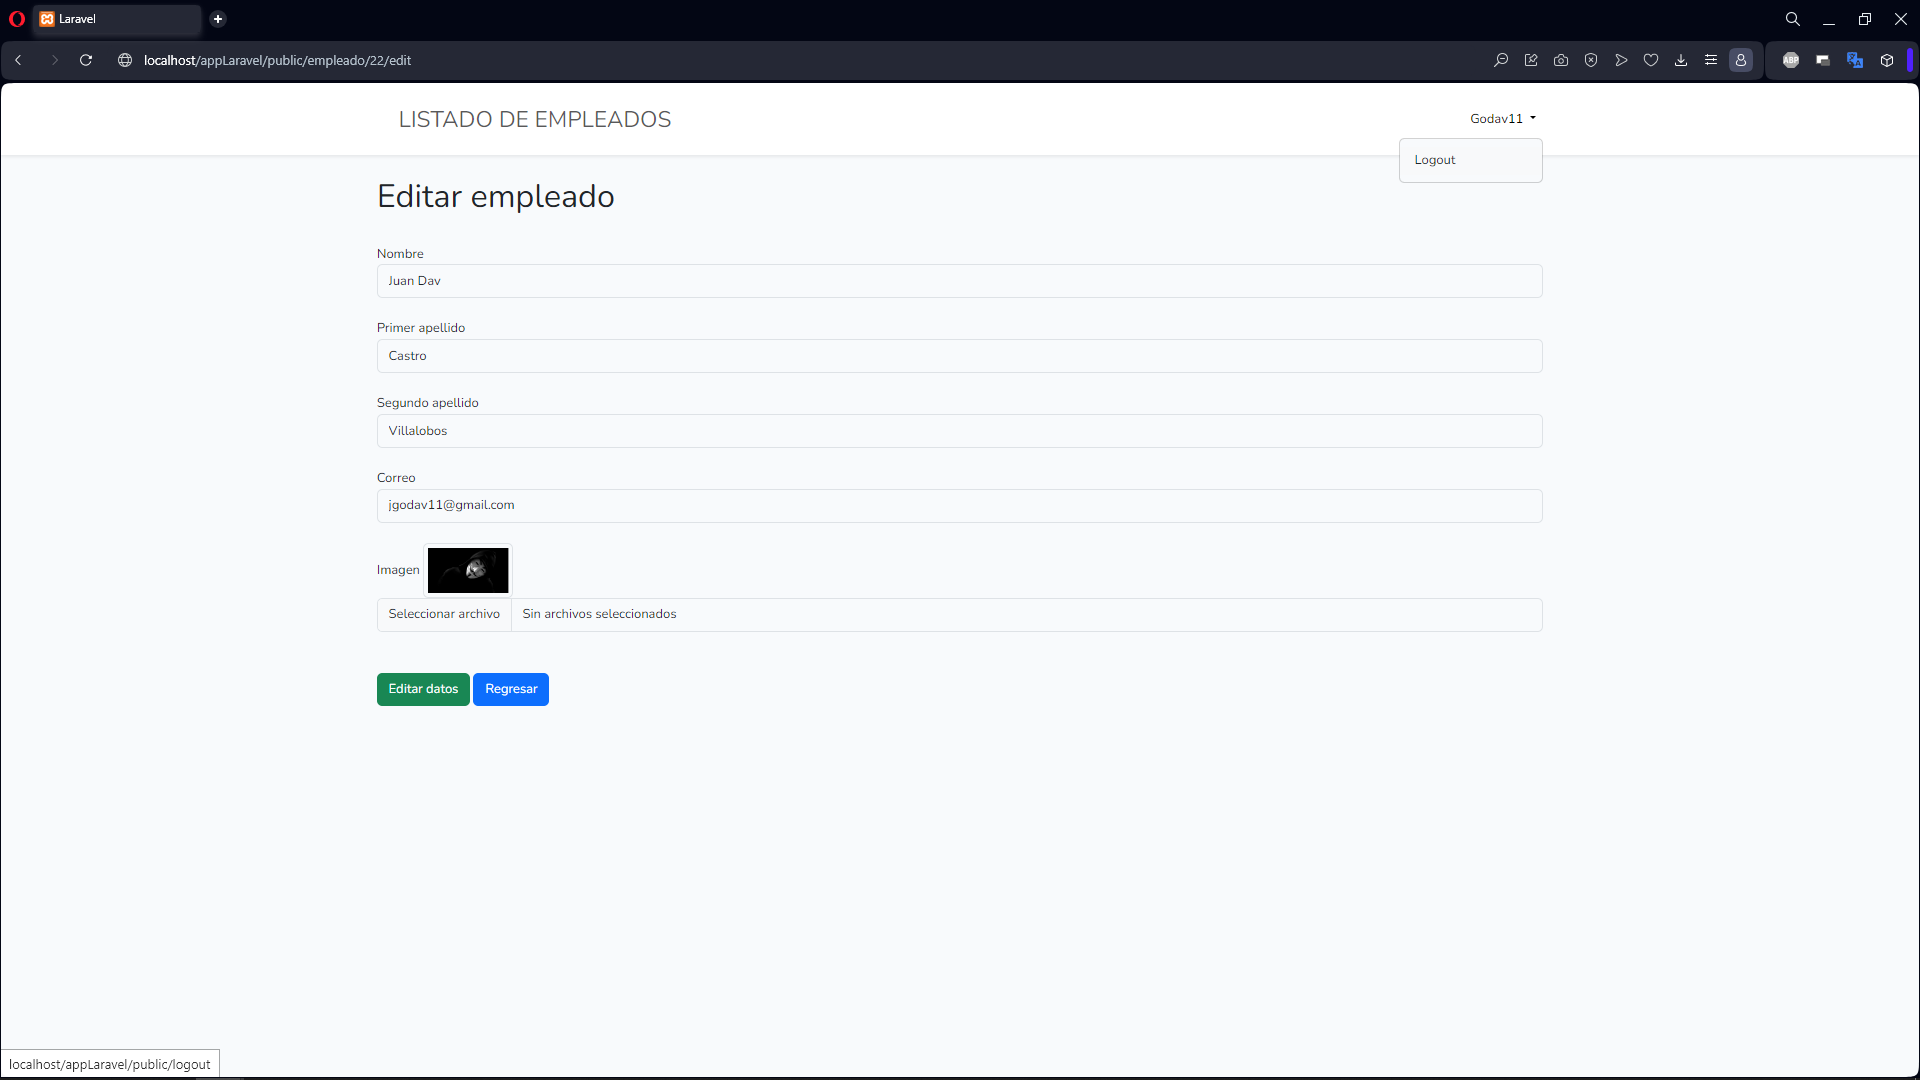 Laravel
localhost/appLaravel/public/empleado/22/edit
ABP
LISTADO DE EMPLEADOS
Godav11
Logout
Editar empleado
Nombre
Juan Dav
Primer apellido
Castro
Segundo apellido
Villalobos
Correo
jgodav11@gmail.com
Imagen
Seleccionar archivo Sin archivos seleccionados
Editar datos Regresar
localhost/appLaravel/public/logout